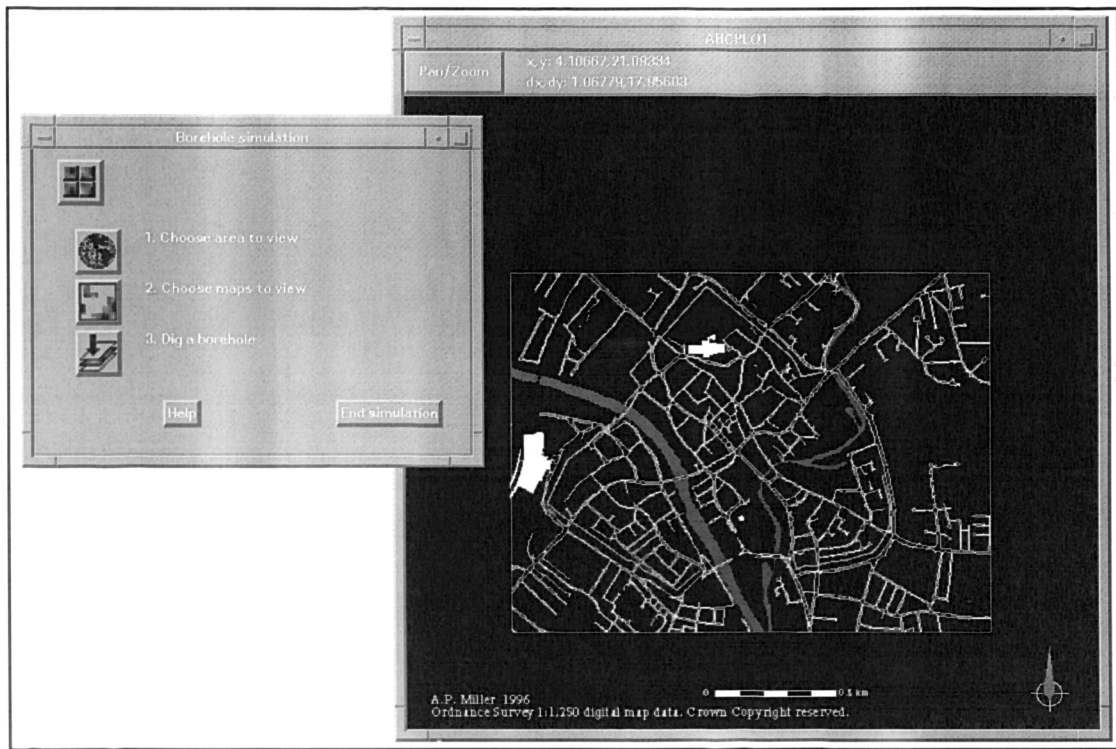 ARCPLOT
Pan/Zoom
x,y: 4.10667,21.09334
dx,dy: 1.06779,17.95603
Borehole simulation
1. Choose area to view
2. Choose maps to view
3. Dig a borehole
Help
End simulation
0
0.5 km
A.P. Miller 1996
Ordnance Survey 1:1,250 digital map data. Crown Copyright reserved.